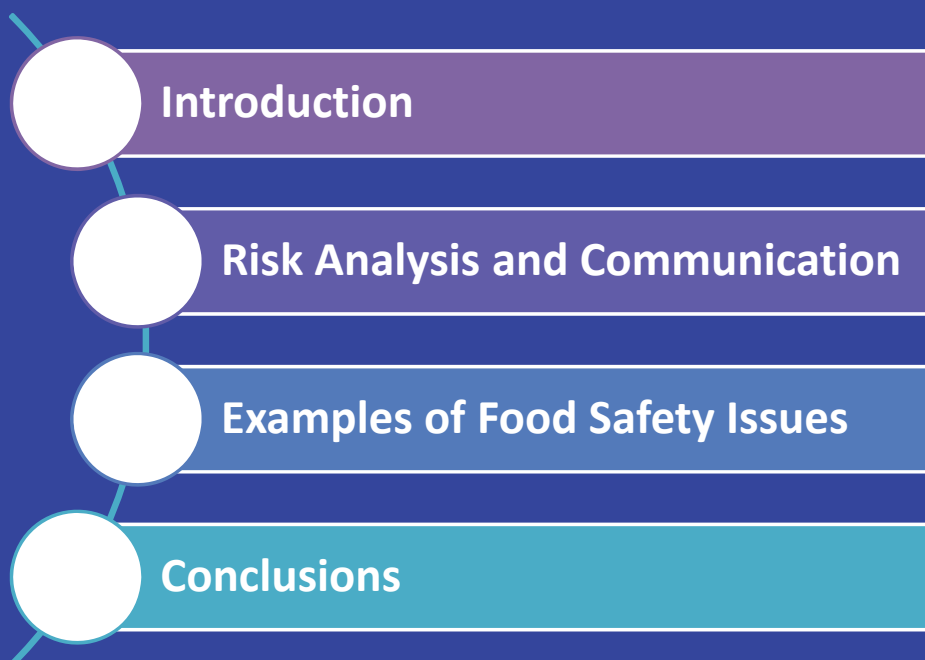 Introduction
Risk Analysis and Communication
Examples of Food Safety Issues
Conclusions